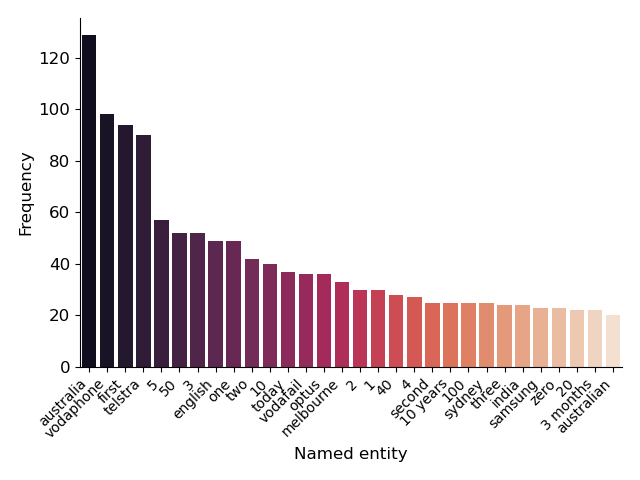 120
100
80
60
40
20
0
Frequency
australia
vodaphone
first
telstra
5
50
3
english
one
two
10
today
vodafail
optus
melbourne
2
1
40
4
second
10 years
100
sydney
three
india
samsung
zero
20
3 months
australian
Named entity